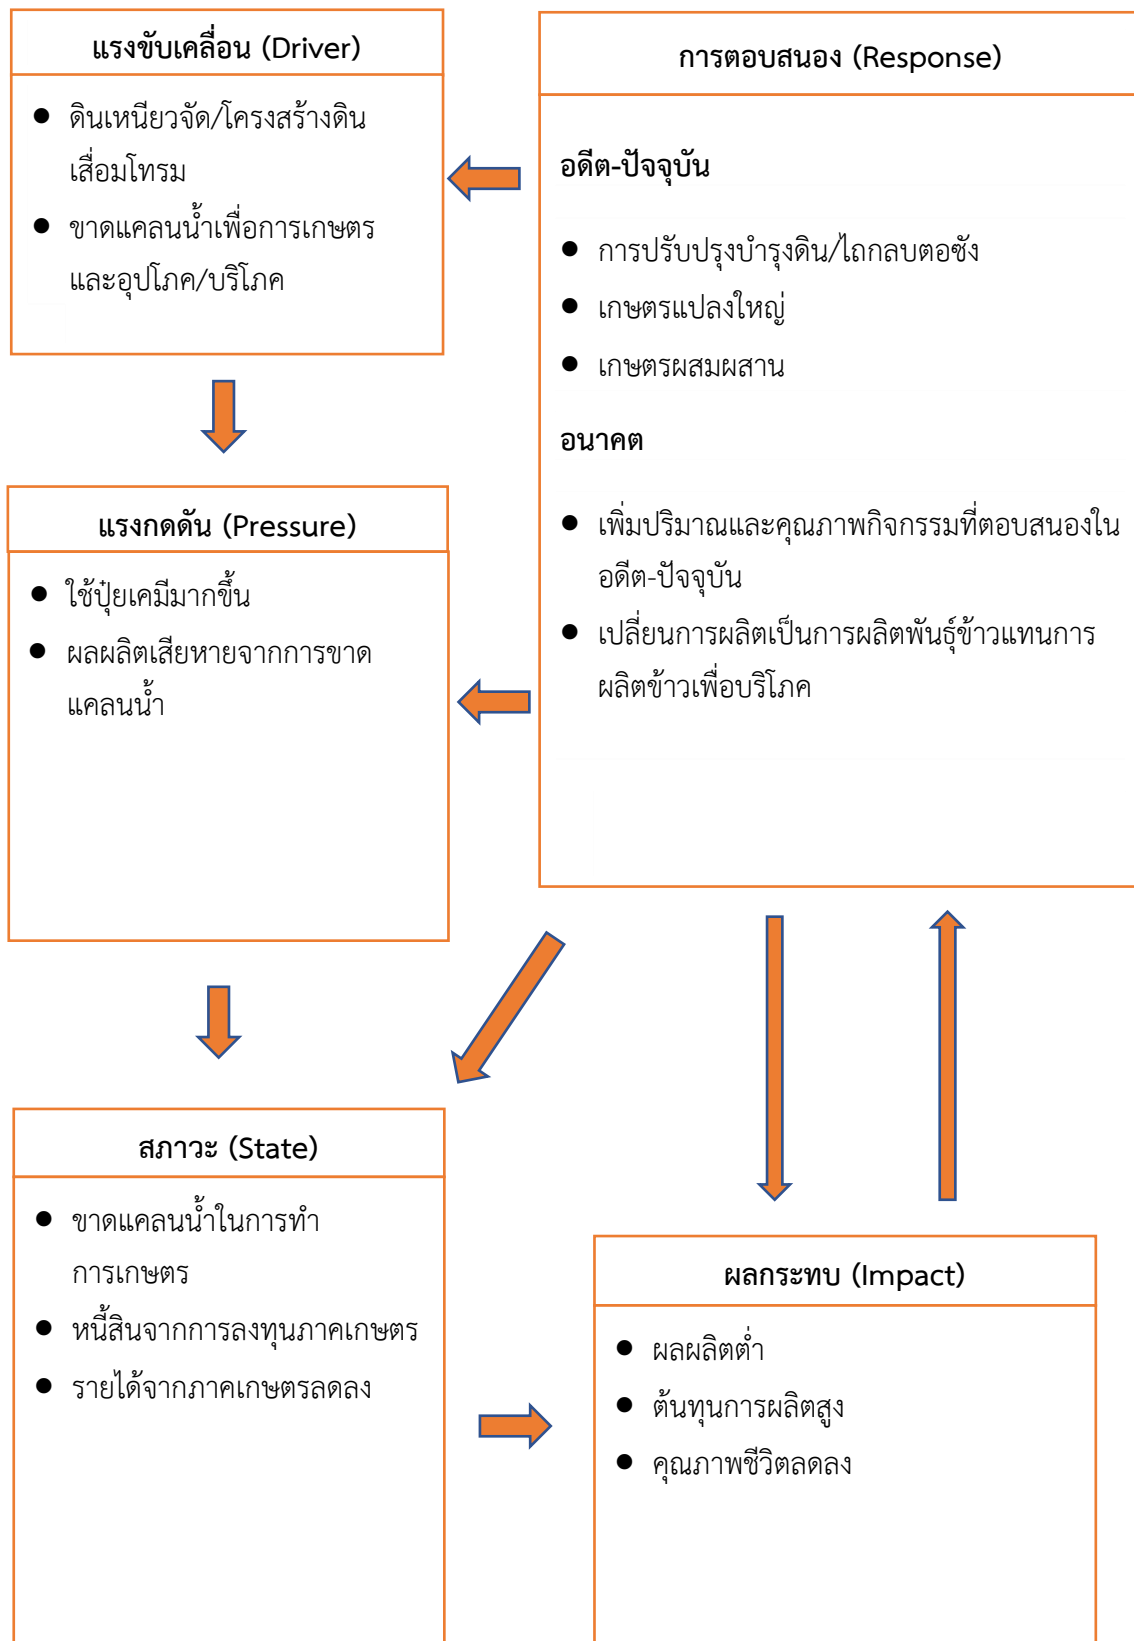 แรงขับเคลื่อน (Driver)
● ดินเหนียวจัด/โครงสร้างดิน
เสื่อมโทรม
● ขาดแคลนน้ำเพื่อการเกษตร
และอุปโภค/บริโภค
การตอบสนอง (Response)
อดีต-ปัจจุบัน
● การปรับปรุงบำรุงดิน/ไถกลบตอซัง
● เกษตรแปลงใหญ่
● เกษตรผสมผสาน
อนาคต
● เพิ่มปริมาณและคุณภาพกิจกรรมที่ตอบสนองใน
อดีต-ปัจจุบัน
● เปลี่ยนการผลิตเป็นการผลิตพันธุ์ข้าวแทนการ
ผลิตข้าวเพื่อบริโภค
แรงกดดัน (Pressure)
● ใช้ปุ๋ยเคมีมากขึ้น
● ผลผลิตเสียหายจากการขาด
แคลนน้ำ
สภาวะ (State)
● ขาดแคลนน้ำในการทำ
การเกษตร
● หนี้สินจากการลงทุนภาคเกษตร
● รายได้จากภาคเกษตรลดลง
ผลกระทบ (Impact)
● ผลผลิตต่ำ
● ต้นทุนการผลิตสูง
● คุณภาพชีวิตลดลง